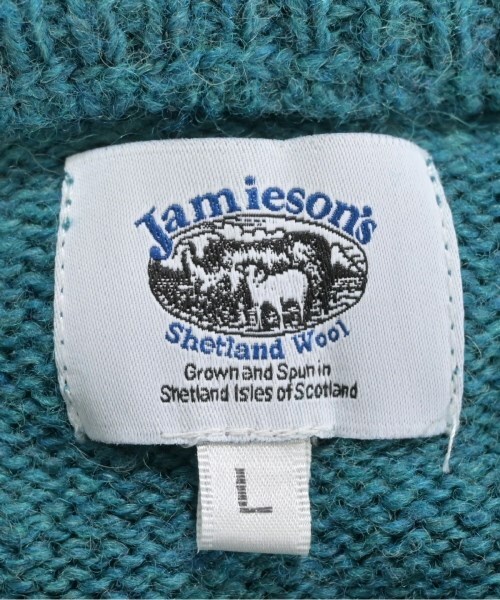 Jamieson's
Shetland Wool
Grown and Spun in
Shetland Isles of Scotland
L